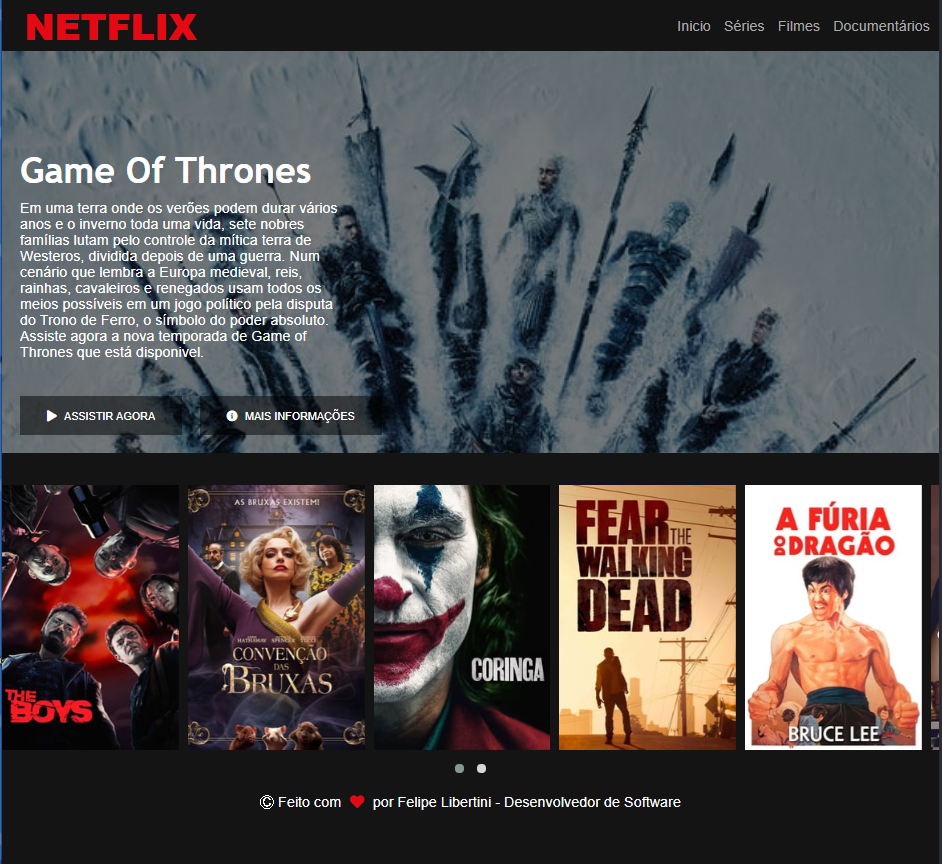 NETFLIX
Inicio Séries Filmes Documentários
Game Of Thrones
Em uma terra onde os verões podem durar vários
anos e o inverno toda uma vida, sete nobres
famílias lutam pelo controle da mítica terra de
Westeros, dividida depois de uma guerra. Num
cenário que lembra a Europa medieval, reis,
rainhas, cavaleiros e renegados usam todos os
meios possíveis em um jogo político pela disputa
do Trono de Ferro, o símbolo do poder absoluto.
Assiste agora a nova temporada de Game of
Thrones que está disponivel.
ASSISTIR AGORA
MAIS INFORMAÇÕES
THE
BOYS
AS BRUXAS EXISTEM!
HATHAWAY SPENCER TUCCI
CONVENÇÃO
DAS
BRUXAS
CORINGA
FEAR THE
WALKING
DEAD
A FÚRIA
DO DRAGÃO
BRUCE LEE
© Feito com ❤ por Felipe Libertini - Desenvolvedor de Software